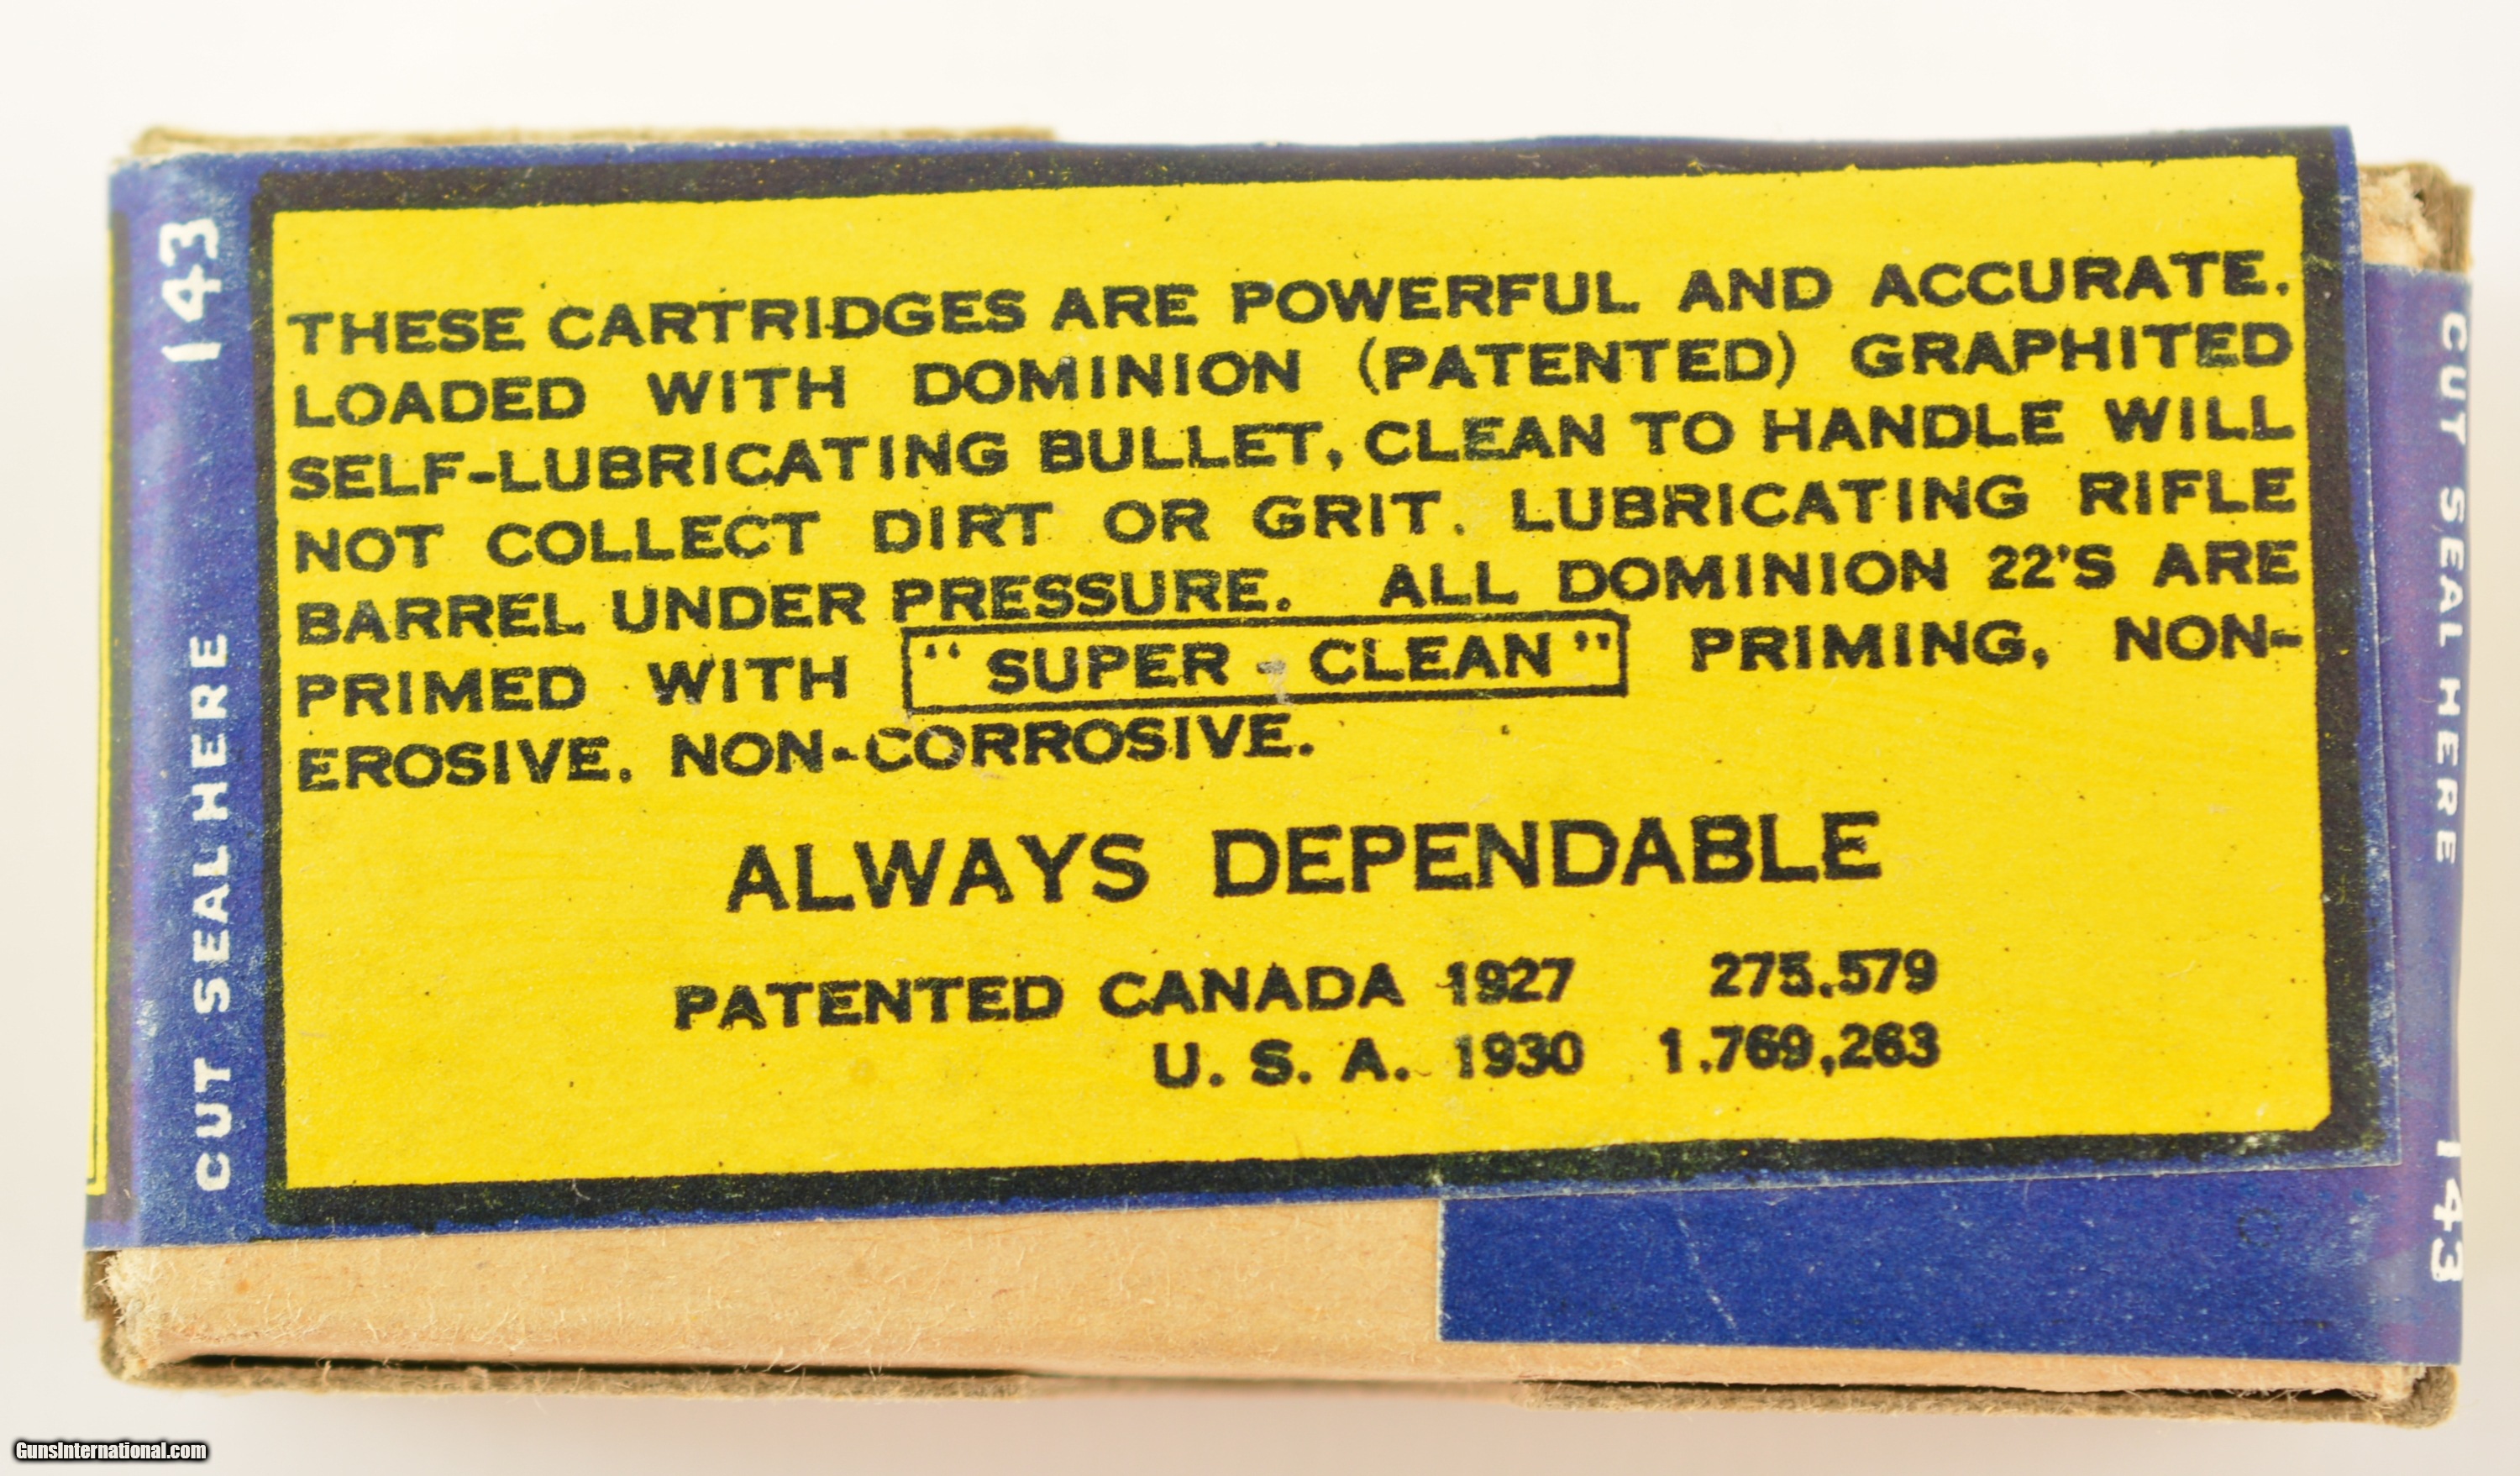 143
CUT SEAL HERE
THESE CARTRIDGES ARE POWERFUL AND ACCURATE.
LOADED WITH DOMINION (PATENTED) GRAPHITED
SELF-LUBRICATING BULLET, CLEAN TO HANDLE WILL
NOT COLLECT DIRT OR GRIT. LUBRICATING RIFLE
BARREL UNDER PRESSURE. ALL DOMINION 22'S ARE
PRIMED WITH "SUPER - CLEAN" PRIMING, NON-
EROSIVE. NON-CORROSIVE.
ALWAYS DEPENDABLE
PATENTED CANADA 1927 275.579
U. S. A. 1930 1.769,263
CUT SEAL HERE
143
GunsInternational.com